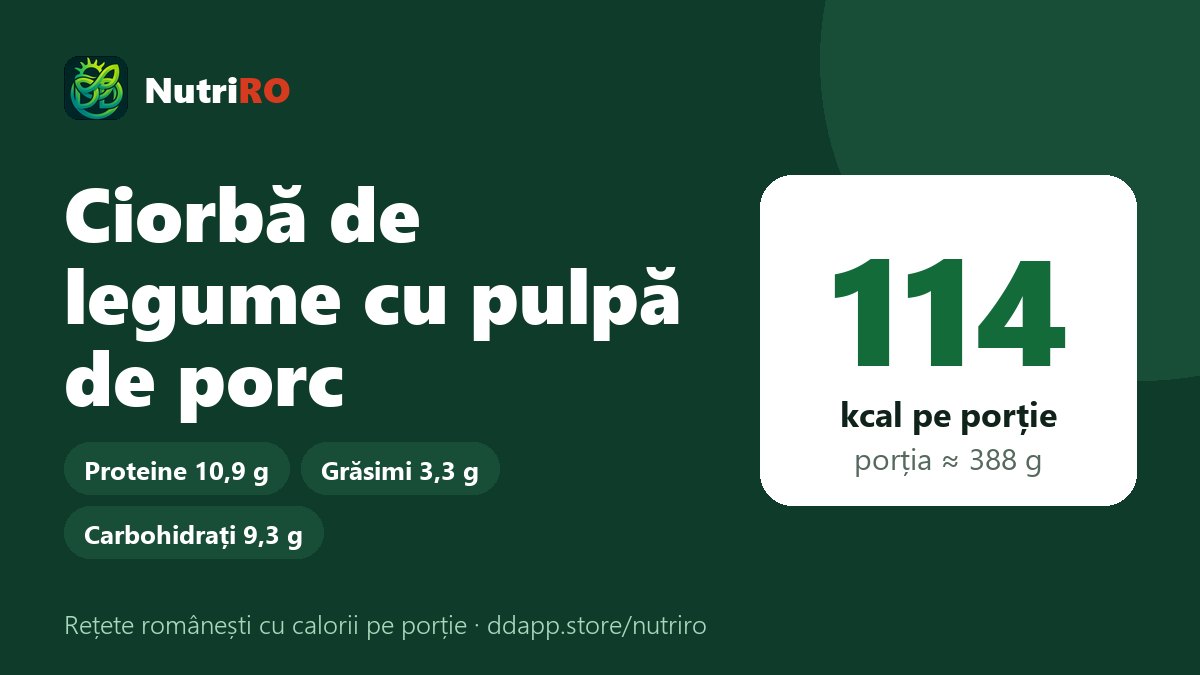 NutriRO
Ciorbă de
legume cu pulpă
de porc
Proteine 10,9 g
Grăsimi 3,3 g
Carbohidrați 9,3 g
114
kcal pe porție
porția ≈ 388 g
Rețete românești cu calorii pe porție · ddapp.store/nutriro